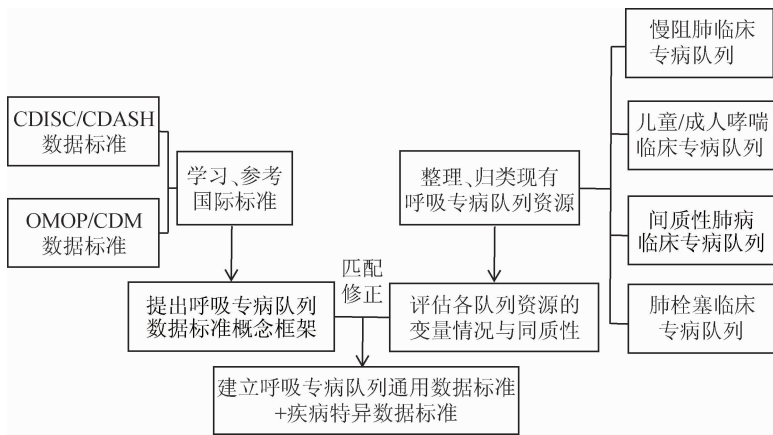 慢阻肺临床
专病队列
CDISC/CDASH
数据标准
儿童/成人哮喘
临床专病队列
学习、参考
国际标准
整理、归类现有
呼吸专病队列资源
OMOP/CDM
数据标准
间质性肺病
临床专病队列
匹配
修正
提出呼吸专病队列
数据标准概念框架
评估各队列资源的
变量情况与同质性
肺栓塞临床
专病队列
建立呼吸专病队列通用数据标准
+疾病特异数据标准